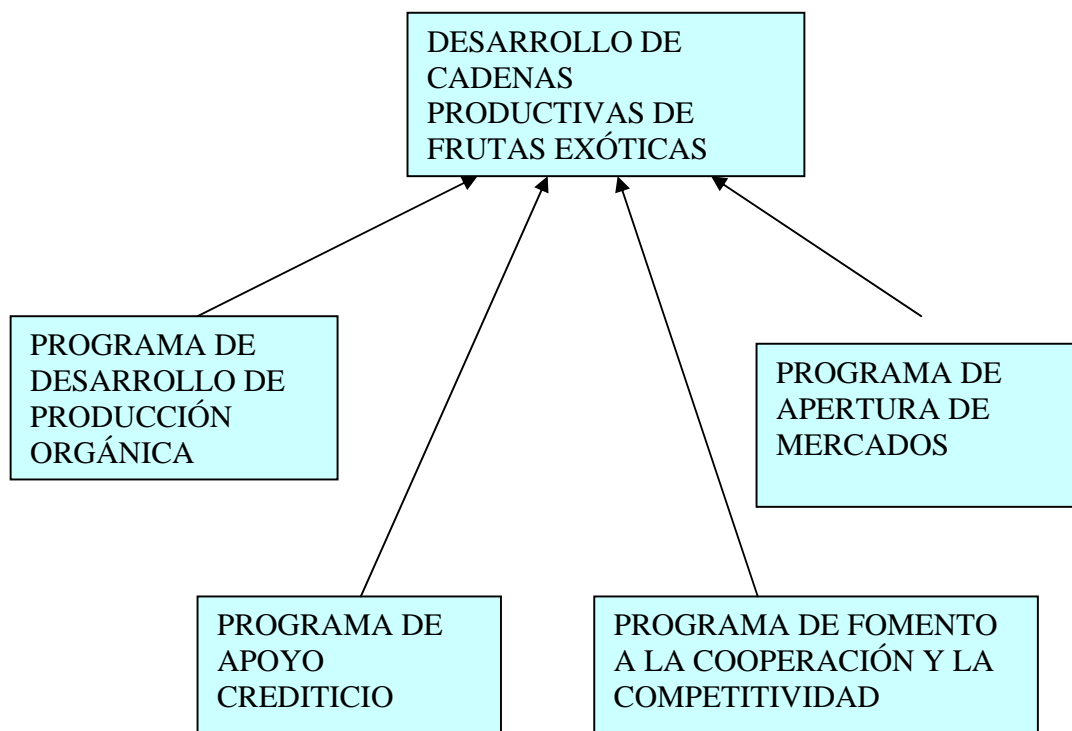 DESARROLLO DE
CADENAS
PRODUCTIVAS DE
FRUTAS EXÓTICAS
PROGRAMA DE
DESARROLLO DE
PRODUCCIÓN
ORGÁNICA
PROGRAMA DE
APERTURA DE
MERCADOS
PROGRAMA DE
APOYO
CREDITICIO
PROGRAMA DE FOMENTO
A LA COOPERACIÓN Y LA
COMPETITIVIDAD